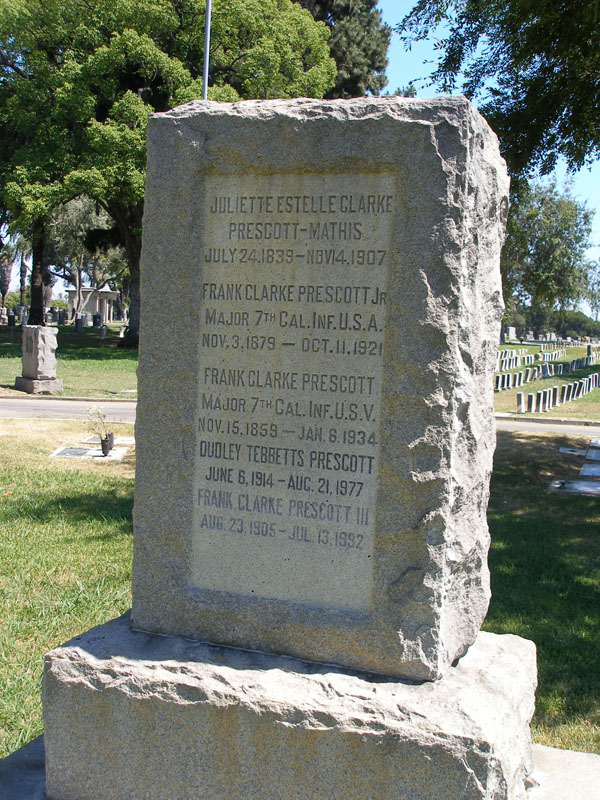 JULIETTE ESTELLE CLARKE
PRESCOTT-MATHIS
JULY 24.1839-NOV.14.1907
FRANK CLARKE PRESCOTT JR
MAJOR 7TH CAL. INF. U.S.A.
NOV. 3. 1879 - OCT. 11. 1921
FRANK CLARKE PRESCOTT
MAJOR 7TH CAL. INF. U.S.V.
NOV. 15. 1859.-JAN. 6. 1934
DUDLEY TEBBETTS PRESCOTT
JUNE 6, 1914 - AUG. 21, 1977
FRANK CLARKE PRESCOTT III
AUG. 23, 1905 - JUL. 13, 1992